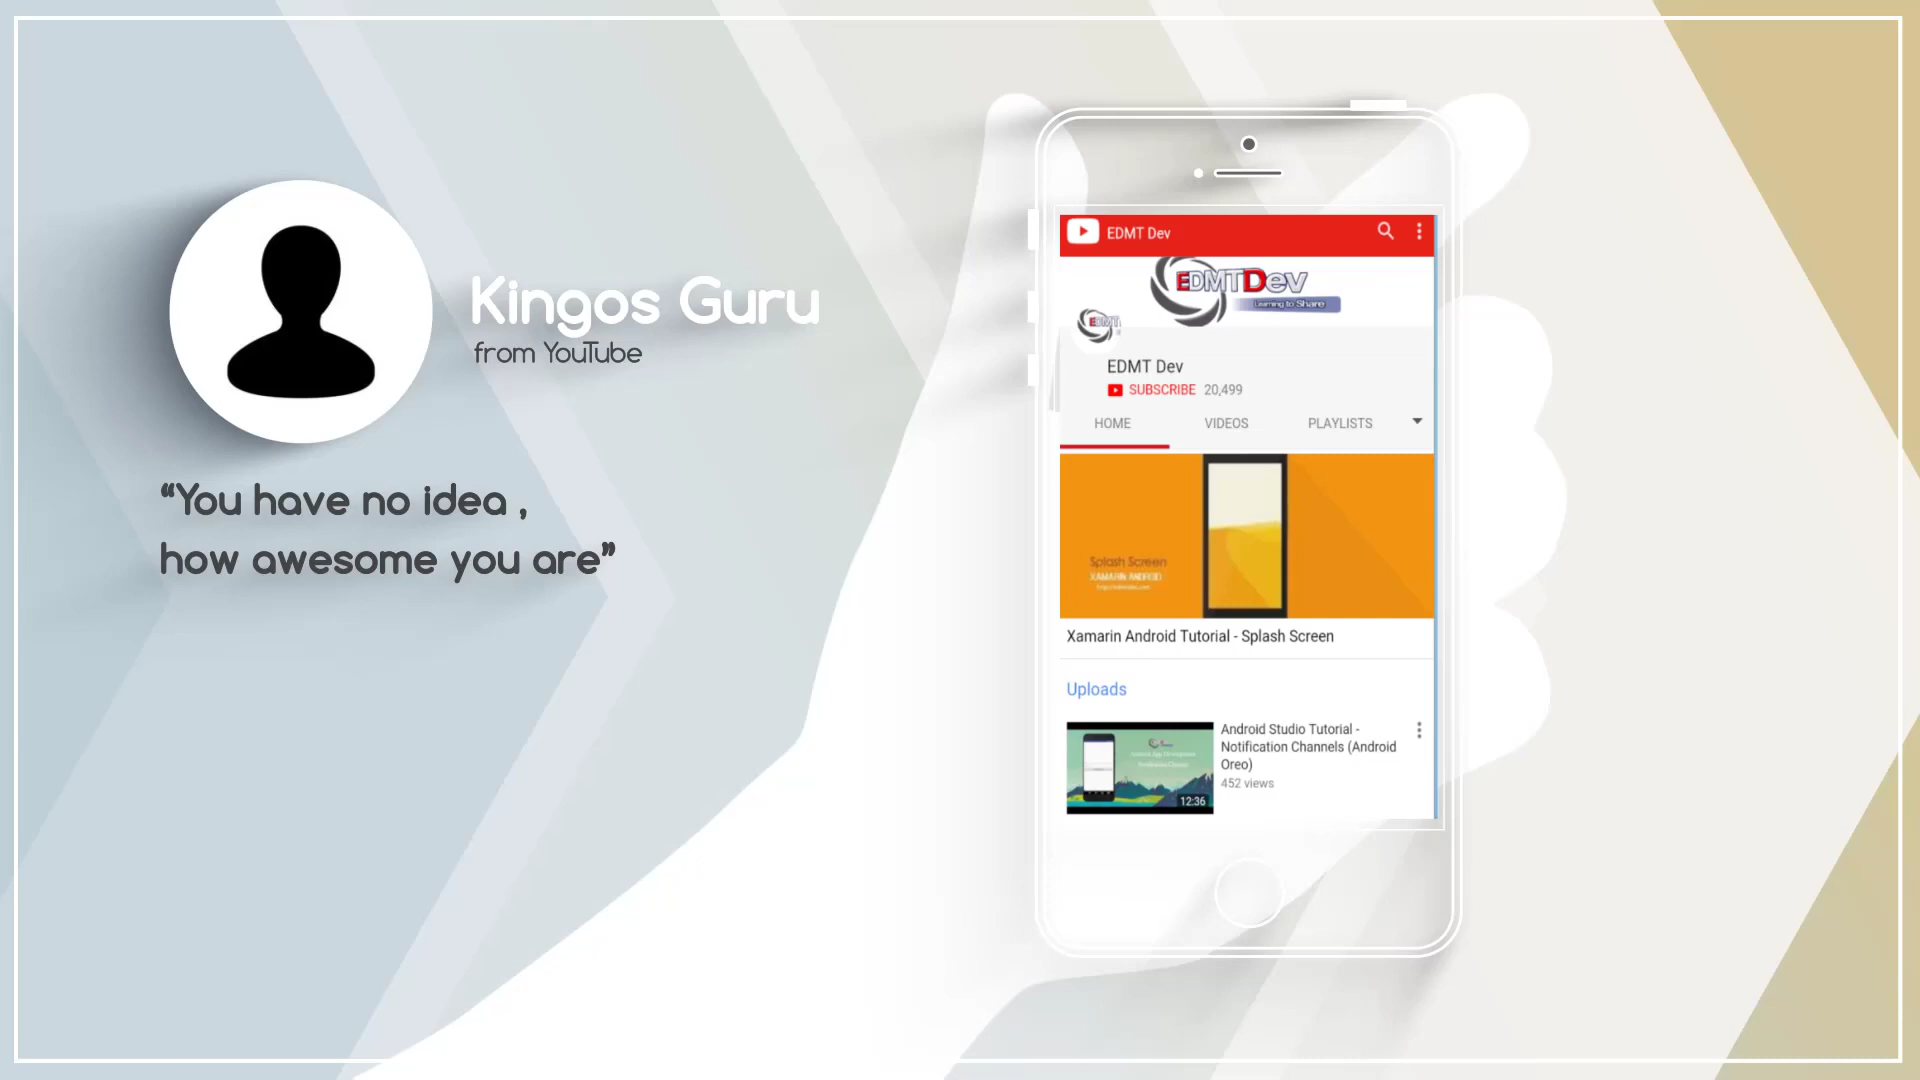 Kingos Guru
from YouTube
“You have no idea ,
how awesome you are”
EDMT Dev
EDMTDev
Learning to Share
EDMT
EDMT Dev
SUBSCRIBE 20,499
HOME VIDEOS PLAYLISTS
Splash Screen
XAMARIN ANDROID
Xamarin Android Tutorial - Splash Screen
Uploads
Android Studio Tutorial -
Notification Channels (Android
Oreo)
452 views
12:36